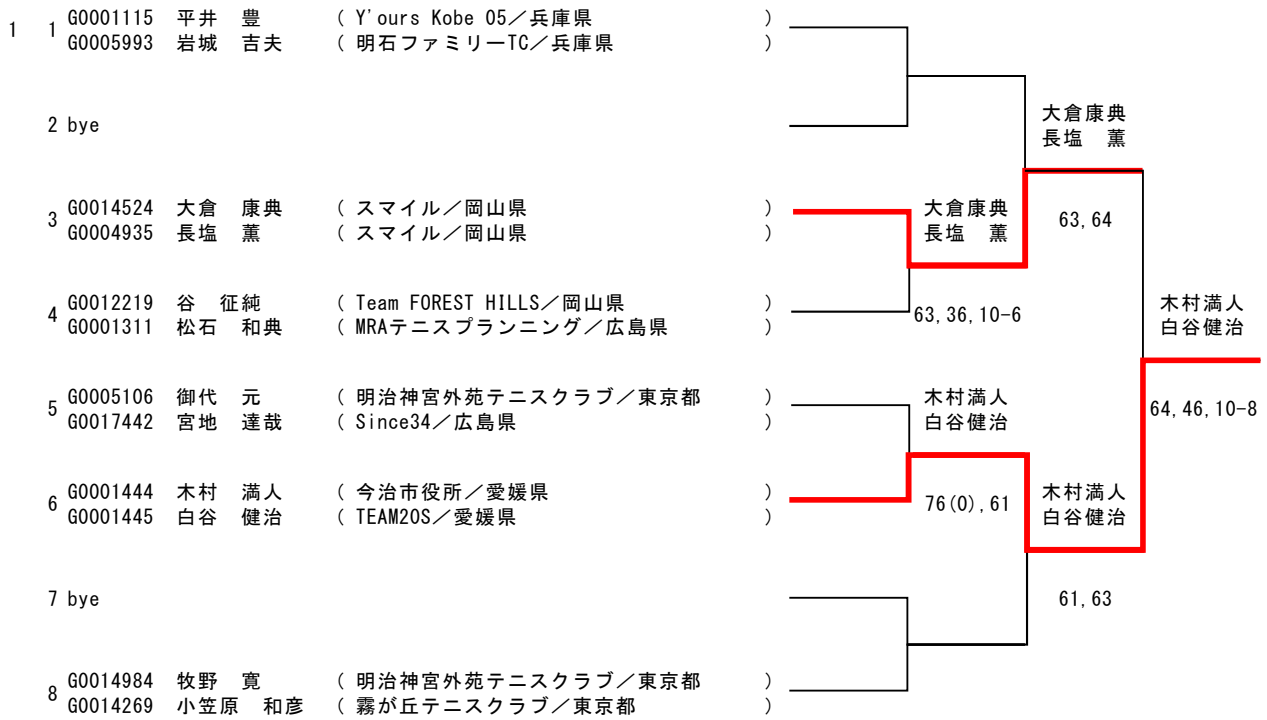 1 1 G0001115 平井 豊 ( Y'ours Kobe 05／兵庫県 )
G0005993 岩城 吉夫 ( 明石ファミリーTC／兵庫県 )
2 bye
大倉康典
長塩 薫
3 G0014524 大倉 康典 ( スマイル／岡山県 )
G0004935 長塩 薫 ( スマイル／岡山県 )
大倉康典
長塩 薫
63,64
4 G0012219 谷 征純 ( Team FOREST HILLS／岡山県 )
G0001311 松石 和典 ( MRAテニスプランニング／広島県 )
63,36,10-6
木村満人
白谷健治
5 G0005106 御代 元 ( 明治神宮外苑テニスクラブ／東京都 )
G0017442 宮地 達哉 ( Since34／広島県 )
木村満人
白谷健治
64,46,10-8
6 G0001444 木村 満人 ( 今治市役所／愛媛県 )
G0001445 白谷 健治 ( TEAM20S／愛媛県 )
76(0),61
木村満人
白谷健治
7 bye
61,63
8 G0014984 牧野 寛 ( 明治神宮外苑テニスクラブ／東京都 )
G0014269 小笠原 和彦 ( 霧が丘テニスクラブ／東京都 )